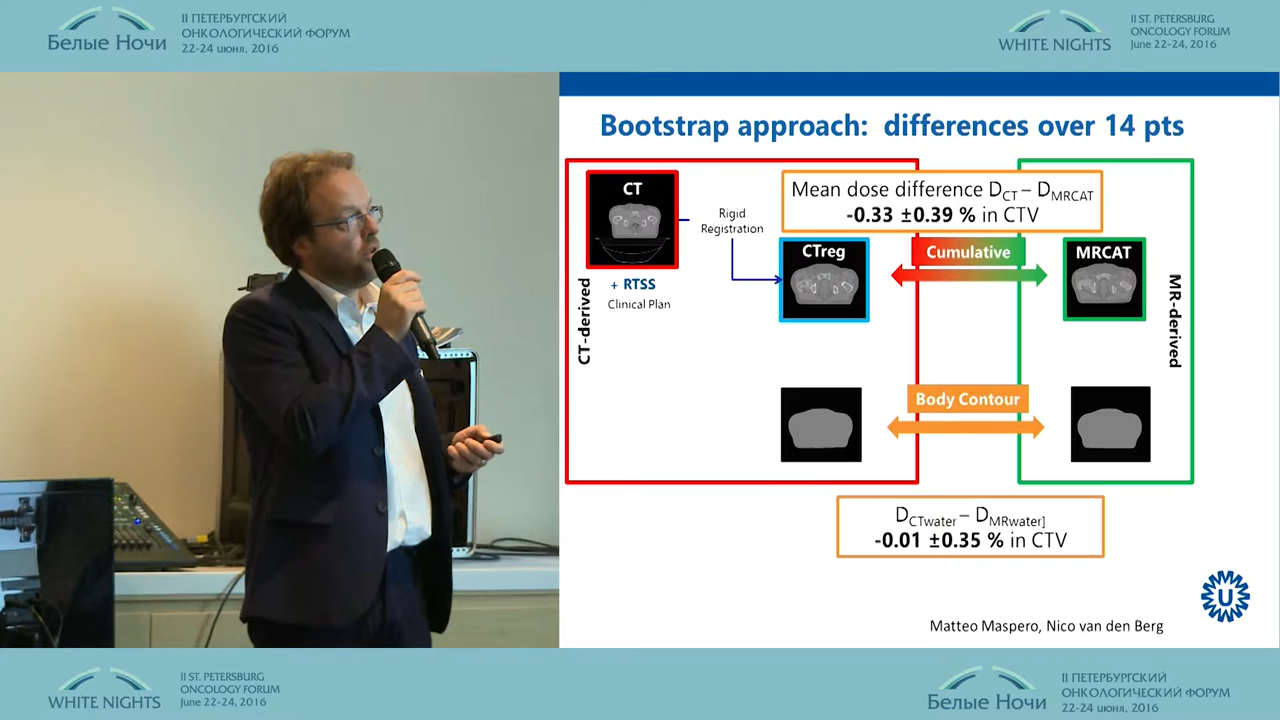 II ПЕТЕРБУРГСКИЙ
ОНКОЛОГИЧЕСКИЙ ФОРУМ
Белые Ночи
22-24 июня, 2016
II ST. PETERSBURG
ONCOLOGY FORUM
WHITE NIGHTS
June 22-24, 2016
Bootstrap approach: differences over 14 pts
CT
Rigid
Registration
+ RTSS
Clinical Plan
CT-derived
Mean dose difference DCT – DMRCAT
-0.33 ±0.39 % in CTV
CTreg
Cumulative
MRCAT
MR-derived
Body Contour
DCTwater – DMRwater]
-0.01 ±0.35 % in CTV
U
Matteo Maspero, Nico van den Berg
II ST. PETERSBURG
ONCOLOGY FORUM
WHITE NIGHTS
June 22-24, 2016
II ПЕТЕРБУРГСКИЙ
ОНКОЛОГИЧЕСКИЙ ФОРУМ
Белые Ночи
22-24 июня, 2016